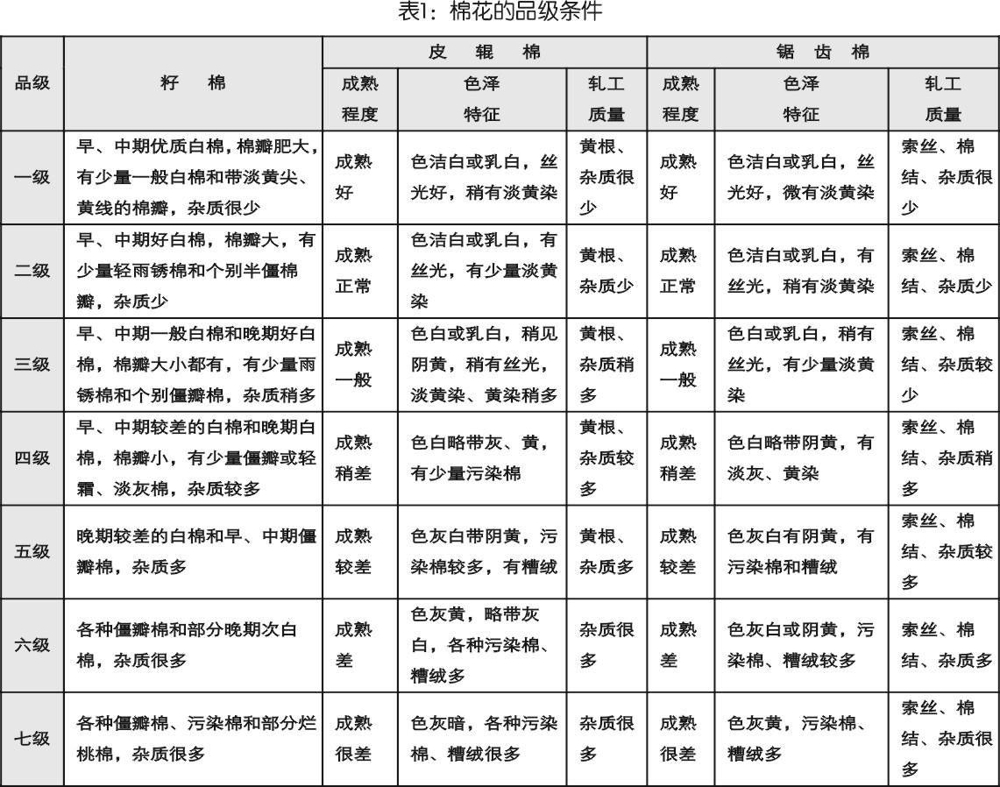 表1：棉花的品级条件
品级
籽 棉
皮 辊 棉
锯 齿 棉
成熟
程度
色泽
特征
轧工
质量
成熟
程度
色泽
特征
轧工
质量
一级
早、中期优质白棉，棉瓣肥大，
有少量一般白棉和带淡黄尖、
黄线的棉瓣，杂质很少
成熟
好
色洁白或乳白，丝
光好，稍有淡黄染
黄根、
杂质很
少
成熟
好
色洁白或乳白，丝
光好，微有淡黄染
索丝、棉
结、杂质很
少
二级
早、中期好白棉，棉瓣大，有
少量轻雨锈棉和个别半僵棉
瓣，杂质少
成熟
正常
色洁白或乳白，有
丝光，有少量淡黄
染
黄根、
杂质少
成熟
正常
色洁白或乳白，有
丝光，稍有淡黄染
索丝、棉
结、杂质少
三级
早、中期一般白棉和晚期好白
棉，棉瓣大小都有，有少量雨
锈棉和个别僵瓣棉，杂质稍多
成熟
一般
色白或乳白，稍见
阴黄，稍有丝光，
淡黄染、黄染稍多
黄根、
杂质稍
多
成熟
一般
色白或乳白，稍有
丝光，有少量淡黄
染
索丝、棉
结、杂质较
少
四级
早、中期较差的白棉和晚期白
棉，棉瓣小，有少量僵瓣或轻
霜、淡灰棉，杂质较多
成熟
稍差
色白略带灰、黄，
有少量污染棉
黄根、
杂质较
多
成熟
稍差
色白略带阴黄，有
淡灰、黄染
索丝、棉
结、杂质稍
多
五级
晚期较差的白棉和早、中期僵
瓣棉，杂质多
成熟
较差
色灰白带阴黄，污
染棉较多，有糟绒
黄根、
杂质多
成熟
较差
色灰白有阴黄，有
污染棉和糟绒
索丝、棉
结、杂质较
多
六级
各种僵瓣棉和部分晚期次白
棉，杂质很多
成熟
差
色灰黄，略带灰
白，各种污染棉、
糟绒多
杂质很
多
成熟
差
色灰白或阴黄，污
染棉、糟绒较多
索丝、棉
结、杂质多
七级
各种僵瓣棉、污染棉和部分烂
桃棉，杂质很多
成熟
很差
色灰暗，各种污染
棉、糟绒很多
杂质很
多
成熟
很差
色灰黄，污染棉、
糟绒多
索丝、棉
结、杂质很
多